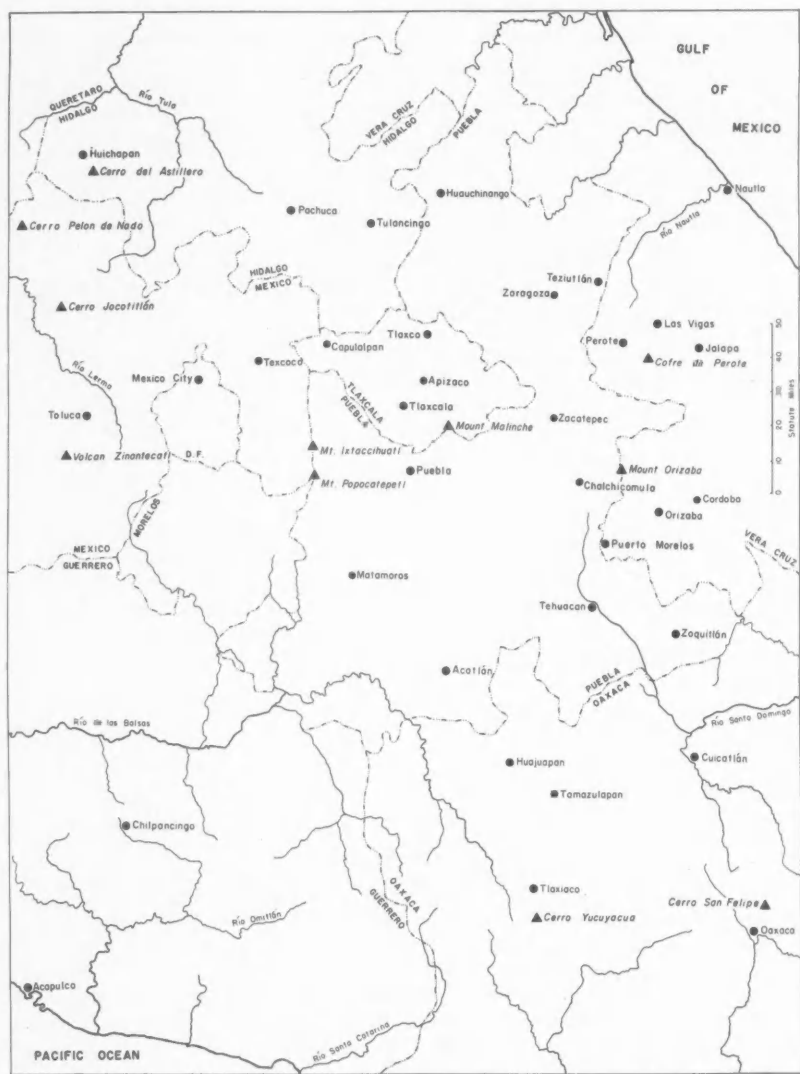 GULF
OF
MEXICO
QUERETARO
HIDALGO
Río Tula
VERA CRUZ
HIDALGO
PUEBLA
Huichapan
Cerro del Astillero
Nautla
Huauchinango
Pachuca
Tulancingo
Cerro Pelon de Nado
Río Nautla
HIDALGO
MEXICO
Teziutlán
Zaragoza
Cerro Jocotitlán
Las Vigas
50
Tlaxco
Capulalpan
Perote
Jalapa
40
Texcoco
Cofre de Perote
Río Lerma
Mexico City
Apizaco
30
TLAXCALA
PUEBLA
Tlaxcala
Toluca
Zacatepec
Mount Malinche
20
Statute Miles
Volcan Zinantecatl
D.F.
Mt. Ixtaccihuatl
Puebla
Mount Orizaba
10
Mt. Popocatepetl
Chalchicomula
0
Cordoba
MORELOS
Orizaba
Puerto Morelos
MEXICO
GUERRERO
VERA CRUZ
Matamoros
Tehuacan
Zoquitlán
Acatlán
PUEBLA
OAXACA
Río de las Balsas
Río Santo Domingo
Huajuapan
Cuicatlán
Tamazulapan
Chilpancingo
Tlaxiaco
OAXACA
GUERRERO
Cerro San Felipe
Río Omitlán
Cerro Yucuyacua
Oaxaca
Acapulco
Río Santa Catarina
PACIFIC OCEAN